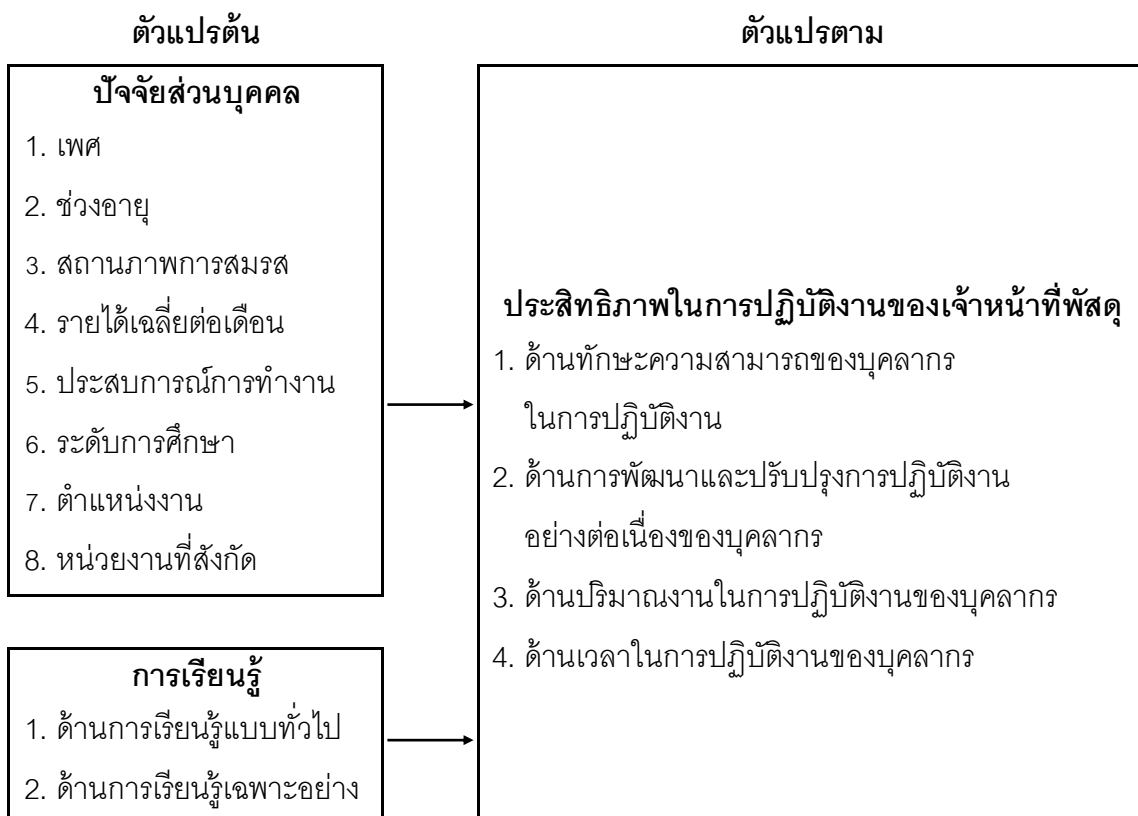 ตัวแปรต้น
ปัจจัยส่วนบุคคล
1. เพศ
2. ช่วงอายุ
3. สถานภาพการสมรส
4. รายได้เฉลี่ยต่อเดือน
5. ประสบการณ์การทำงาน
6. ระดับการศึกษา
7. ตำแหน่งงาน
8. หน่วยงานที่สังกัด
การเรียนรู้
1. ด้านการเรียนรู้แบบทั่วไป
2. ด้านการเรียนรู้เฉพาะอย่าง
ตัวแปรตาม
ประสิทธิภาพในการปฏิบัติงานของเจ้าหน้าที่พัสดุ
1. ด้านทักษะความสามารถของบุคลากร
ในการปฏิบัติงาน
2. ด้านการพัฒนาและปรับปรุงการปฏิบัติงาน
อย่างต่อเนื่องของบุคลากร
3. ด้านปริมาณงานในการปฏิบัติงานของบุคลากร
4. ด้านเวลาในการปฏิบัติงานของบุคลากร